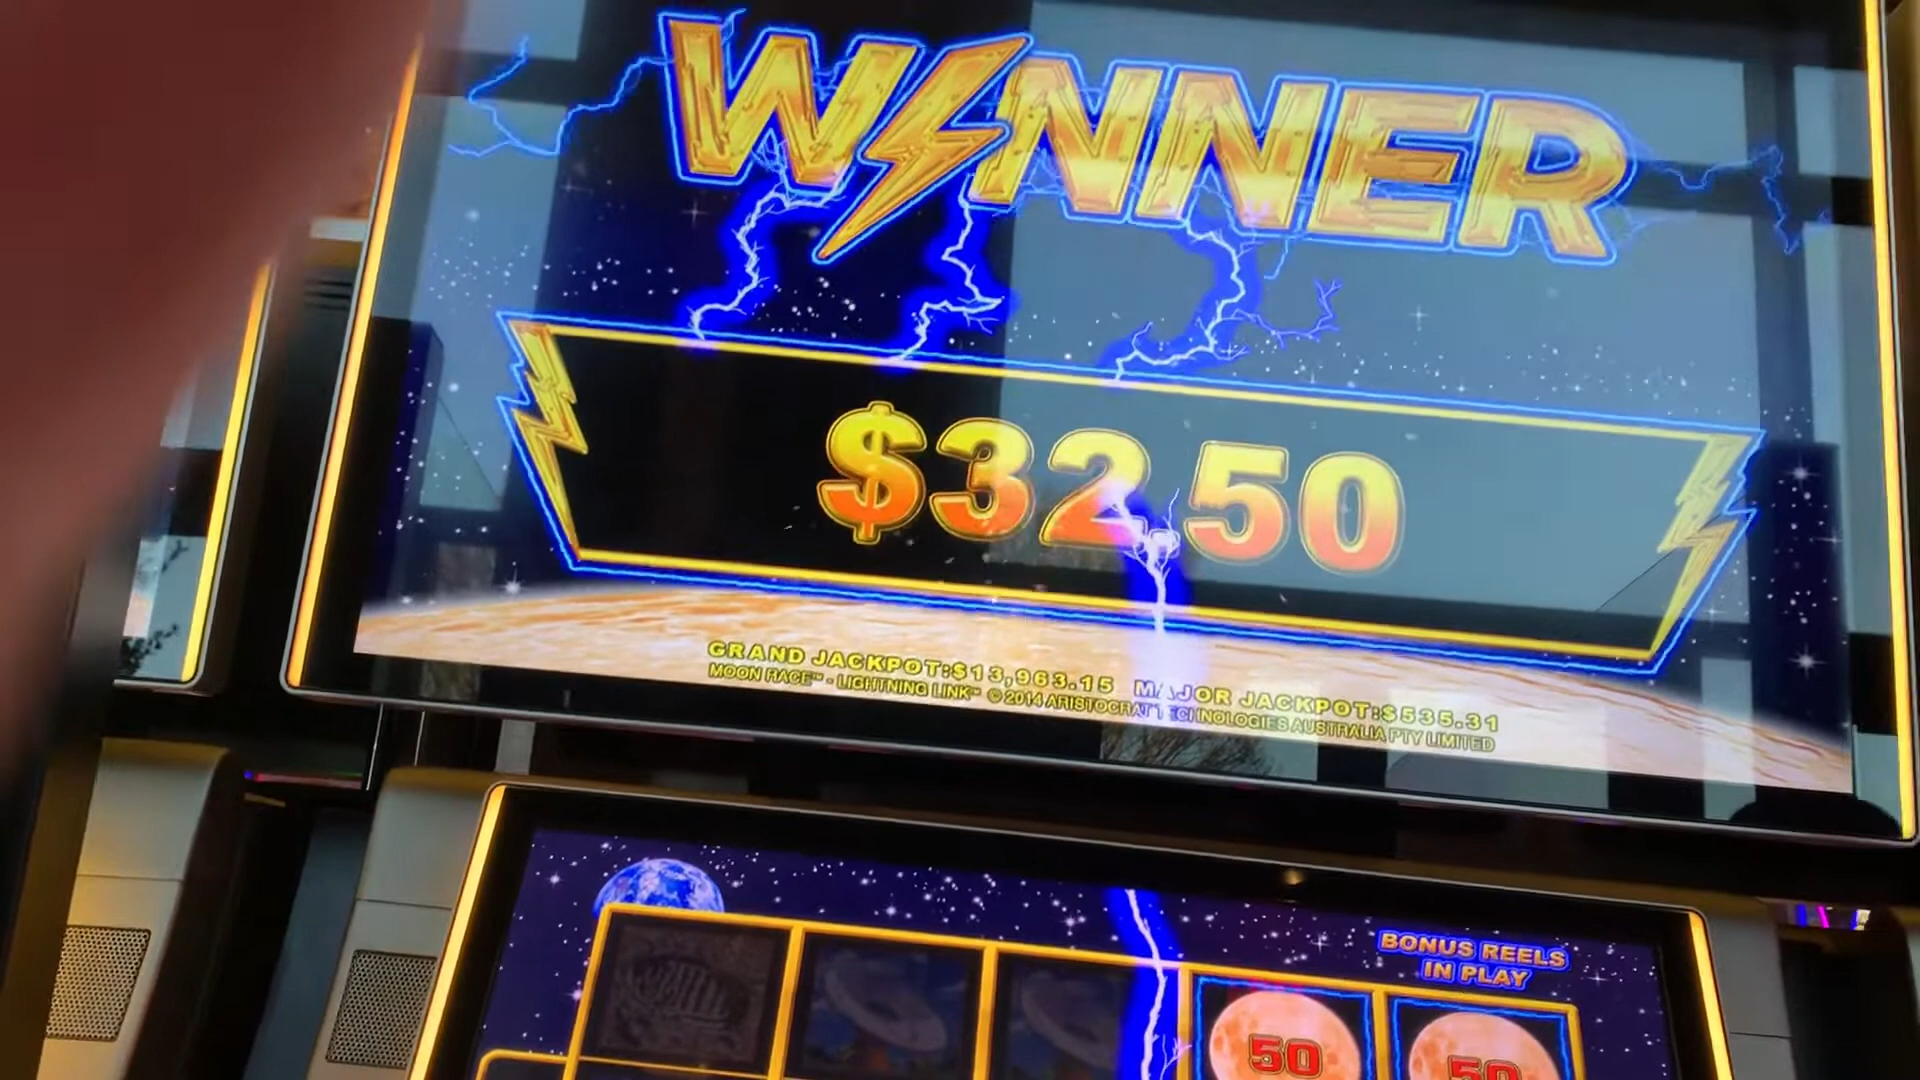 WINNER
$32.50
GRAND JACKPOT:$13,963.15 MAJOR JACKPOT:$535.31
MOON RACE™ - LIGHTNING LINK™ © 2014 ARISTOCRAT TECHNOLOGIES AUSTRALIA PTY LIMITED
BONUS REELS
IN PLAY
50
50